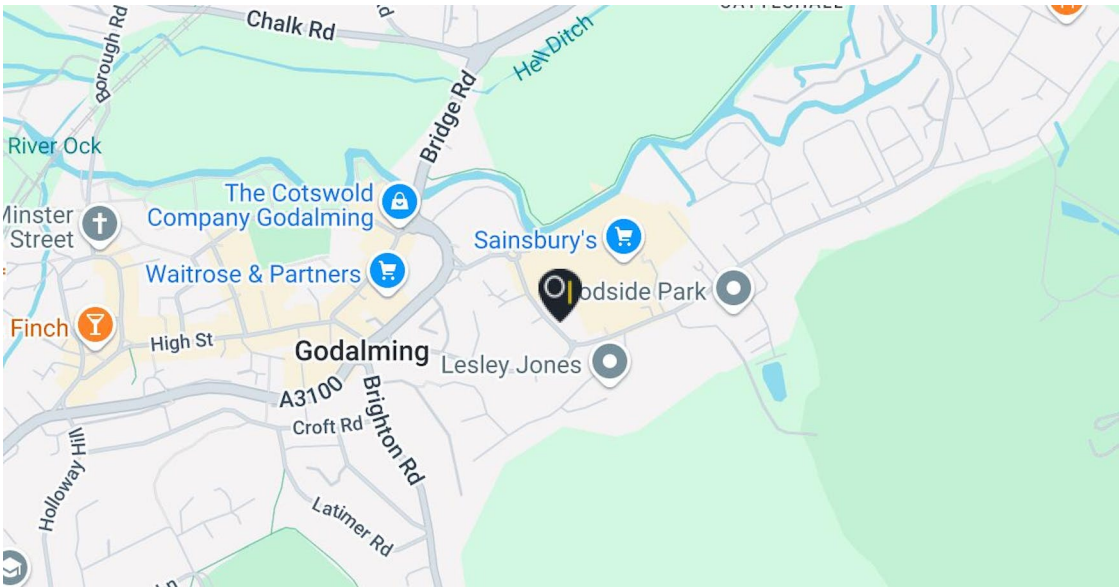 Borough Rd
Chalk Rd
Hell Ditch
Bridge Rd
River Ock
The Cotswold
Company Godalming
Minster
Street
Sainsbury's
Waitrose & Partners
odside Park
Finch
High St
Godalming
Lesley Jones
A3100
Brighton Rd
Croft Rd
Holloway Hill
Latimer Rd